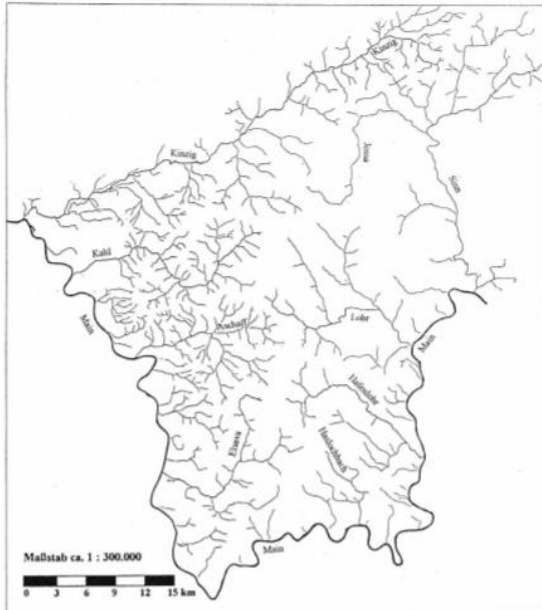 Kinzig
Jossa
Kinzig
Sinn
Kahl
Main
Aschaff
Lohr
Main
Hafenlohr
Haslochbach
Elsava
Main
Maßstab ca. 1 : 300.000
0 3 6 9 12 15 km